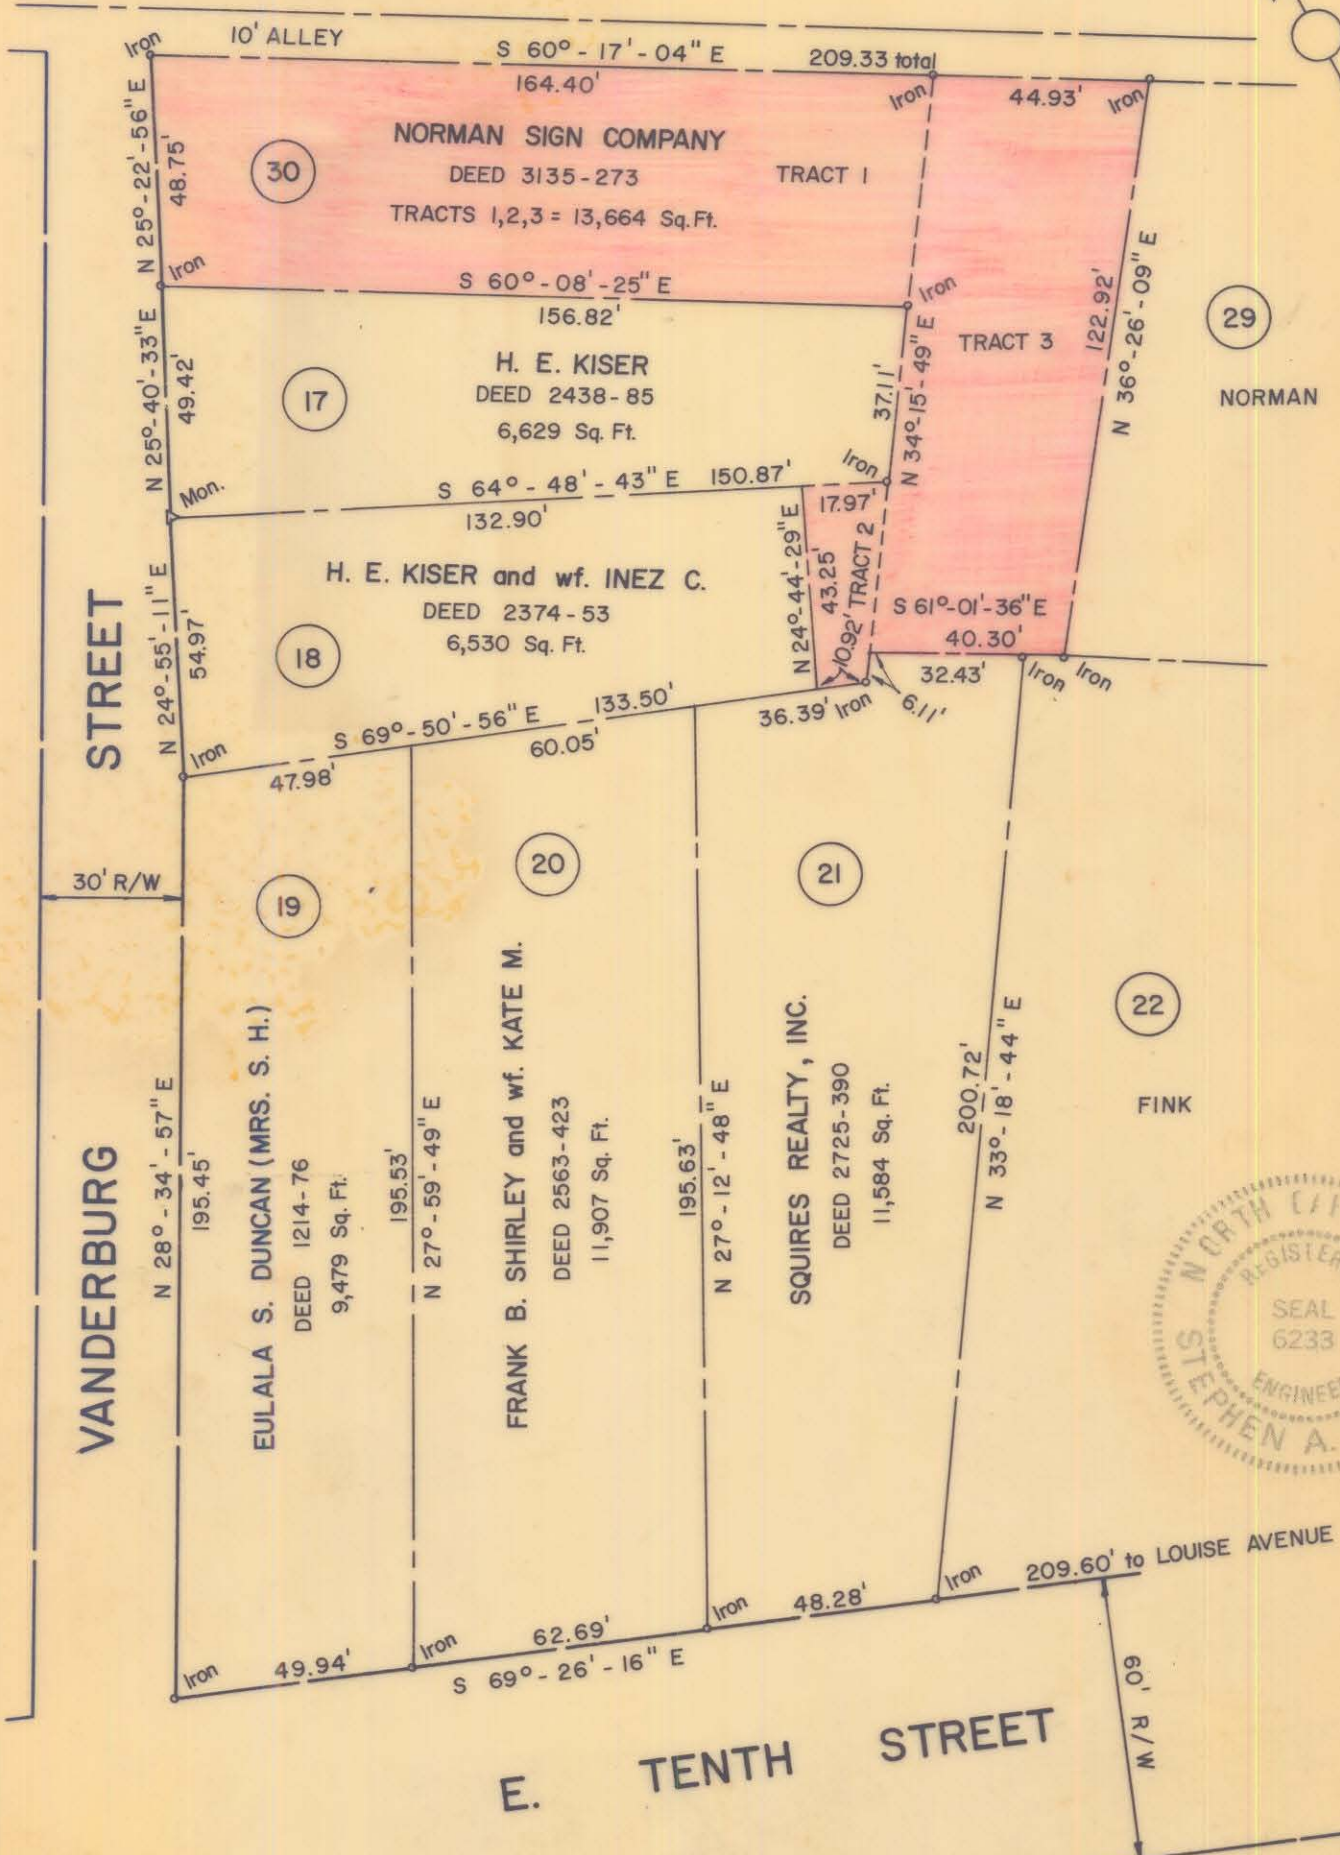 10' ALLEY
Iron
S 60° - 17' - 04" E
209.33 total
164.40'
Iron
44.93'
Iron
N 25° - 22' - 56" E
48.75'
30
NORMAN SIGN COMPANY
DEED 3135-273
TRACT 1
TRACTS 1,2,3 = 13,664 Sq. Ft.
Iron
S 60° - 08' - 25" E
Iron
156.82'
TRACT 3
122.92'
N 36° - 26' - 09" E
29
NORMAN
N 25° - 40' - 33" E
49.42'
17
H. E. KISER
DEED 2438-85
6,629 Sq. Ft.
37.11'
N 34° - 15' - 49" E
Mon.
S 64° - 48' - 43" E
150.87'
Iron
132.90'
17.97'
N 24° - 44' - 29" E
43.25'
10.92'
TRACT 2
H. E. KISER and wf. INEZ C.
DEED 2374-53
6,530 Sq. Ft.
18
S 61° - 01' - 36" E
40.30'
32.43'
Iron
Iron
6.11'
N 24° - 55' - 11" E
54.97'
Iron
S 69° - 50' - 56" E
133.50'
36.39'
Iron
47.98'
60.05'
STREET
VANDERBURG
30' R/W
19
20
21
22
FINK
N 28° - 34' - 57" E
195.45'
EULALA S. DUNCAN (MRS. S. H.)
DEED 1214-76
9,479 Sq. Ft.
195.53'
N 27° - 59' - 49" E
FRANK B. SHIRLEY and wf. KATE M.
DEED 2563-423
11,907 Sq. Ft.
195.63'
N 27° - 12' - 48" E
SQUIRES REALTY, INC.
DEED 2725-390
11,584 Sq. Ft.
200.72'
N 33° - 18' - 44" E
NORTH
SEAL
6233
STEPHEN A.
Iron
49.94'
Iron
62.69'
Iron
48.28'
Iron
209.60' to LOUISE AVENUE
S 69° - 26' - 16" E
60' R/W
E. TENTH STREET